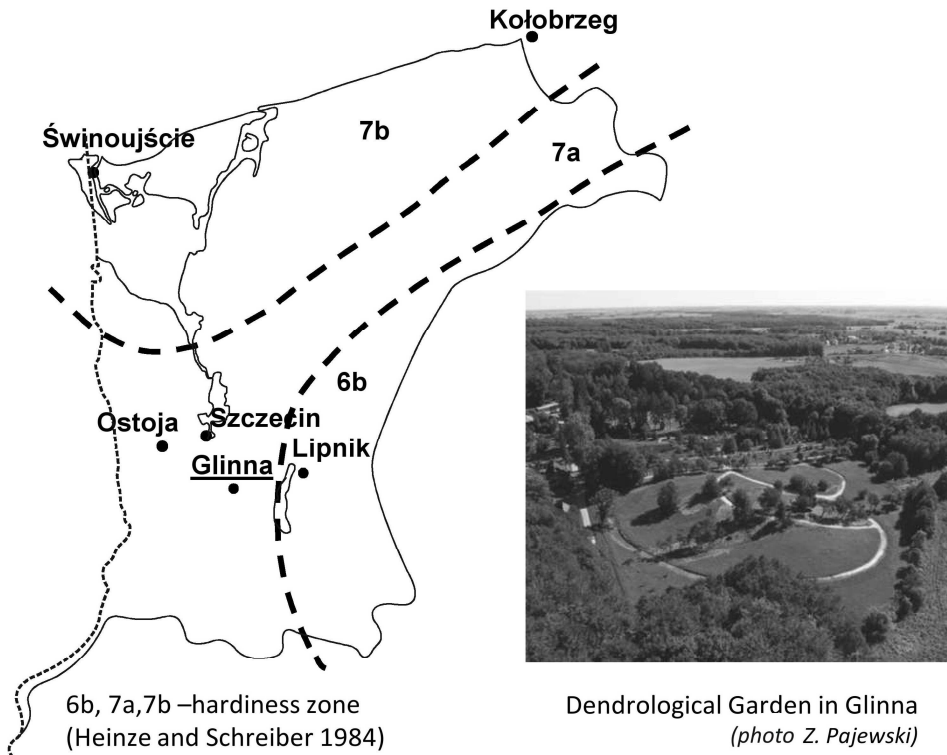 Kołobrzeg
Świnoujście
7b
7a
6b
Ostoja
Szczecin
Glinna
Lipnik
6b, 7a,7b –hardiness zone
(Heinze and Schreiber 1984)
Dendrological Garden in Glinna
(photo Z. Pajewski)